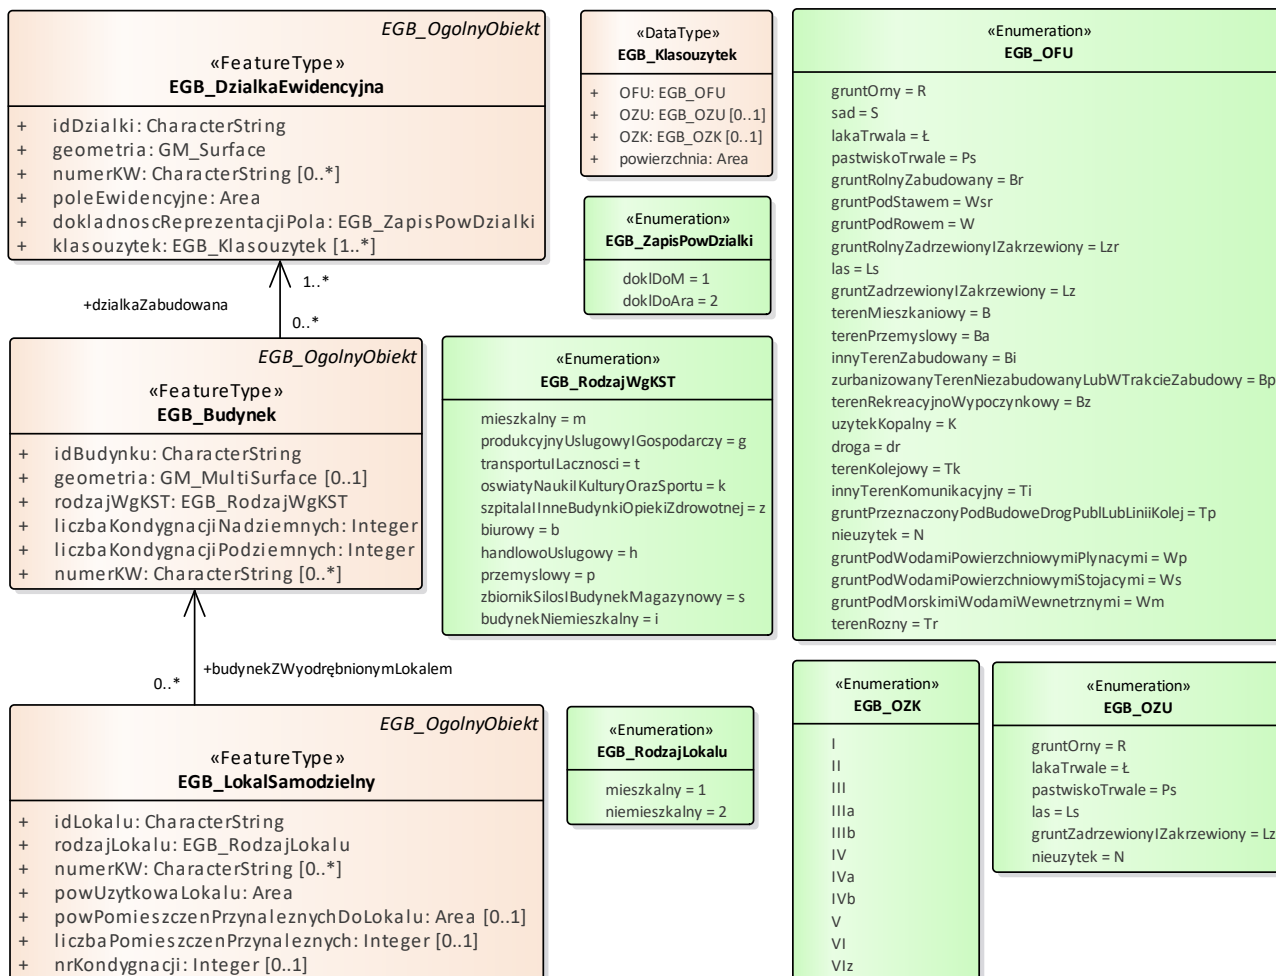 EGB_OgolnyObiekt
«FeatureType»
EGB_DzialkaEwidencyjna
+ idDzialki: CharacterString
+ geometria: GM_Surface
+ numerKW: CharacterString [0..*]
+ poleEwidencyjne: Area
+ dokladnoscReprezentacjiPola: EGB_ZapisPowDzialki
+ klasouzytek: EGB_Klasouzytek [1..*]
1..*
+dzialkaZabudowana
0..*
EGB_OgolnyObiekt
«FeatureType»
EGB_Budynek
+ idBudynku: CharacterString
+ geometria: GM_MultiSurface [0..1]
+ rodzajWgKST: EGB_RodzajWgKST
+ liczbaKondygnacjiNadziemnych: Integer
+ liczbaKondygnacjiPodziemnych: Integer
+ numerKW: CharacterString [0..*]
+budynekZWyodrębnionymLokalem
0..*
EGB_OgolnyObiekt
«FeatureType»
EGB_LokalSamodzielny
+ idLokalu: CharacterString
+ rodzajLokalu: EGB_RodzajLokalu
+ numerKW: CharacterString [0..*]
+ powUzytkowaLokalu: Area
+ powPomieszczenPrzynaleznychDoLokalu: Area [0..1]
+ liczbaPomieszczenPrzynaleznych: Integer [0..1]
+ nrKondygnacji: Integer [0..1]
«DataType»
EGB_Klasouzytek
+ OFU: EGB_OFU
+ OZU: EGB_OZU [0..1]
+ OZK: EGB_OZK [0..1]
+ powierzchnia: Area
«Enumeration»
EGB_ZapisPowDzialki
doklDoM = 1
doklDoAra = 2
«Enumeration»
EGB_RodzajWgKST
mieszkalny = m
produkcyjnyUslugowyIGospodarczy = g
transportuILacznosci = t
oswiatyNaukiIKulturyOrazSportu = k
szpitalaIInneBudynkiOpiekiZdrowotnej = z
biurowy = b
handlowoUslugowy = h
przemyslowy = p
zbiornikSilosIBudynekMagazynowy = s
budynekNiemieszkalny = i
«Enumeration»
EGB_RodzajLokalu
mieszkalny = 1
niemieszkalny = 2
«Enumeration»
EGB_OFU
gruntOrny = R
sad = S
lakaTrwala = Ł
pastwiskoTrwale = Ps
gruntRolnyZabudowany = Br
gruntPodStawem = Wsr
gruntPodRowem = W
gruntRolnyZadrzewionyIZakrzewiony = Lzr
las = Ls
gruntZadrzewionyIZakrzewiony = Lz
terenMieszkaniowy = B
terenPrzemyslowy = Ba
innyTerenZabudowany = Bi
zurbanizowanyTerenNiezabudowanyLubWTrakcieZabudowy = Bp
terenRekreacyjnoWypoczynkowy = Bz
uzytekKopalny = K
droga = dr
terenKolejowy = Tk
innyTerenKomunikacyjny = Ti
gruntPrzeznaczonyPodBudoweDrogPublLubLiniiKolej = Tp
nieuzytek = N
gruntPodWodamiPowierzchniowymiPlynacymi = Wp
gruntPodWodamiPowierzchniowymiStojacymi = Ws
gruntPodMorskimiWodamiWewnetrznymi = Wm
terenRozny = Tr
«Enumeration»
EGB_OZK
I
II
III
IIIa
IIIb
IV
IVa
IVb
V
VI
VIz
«Enumeration»
EGB_OZU
gruntOrny = R
lakaTrwale = Ł
pastwiskoTrwale = Ps
las = Ls
gruntZadrzewionyIZakrzewiony = Lz
nieuzytek = N